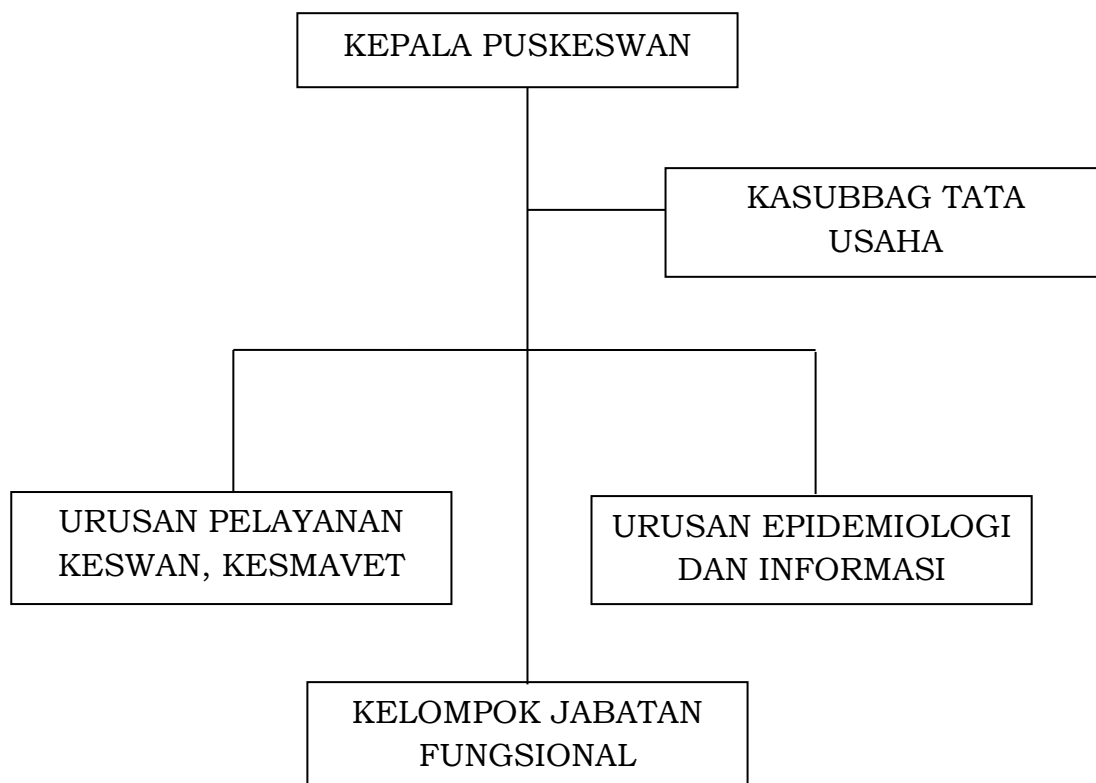 KEPALA PUSKESWAN
KASUBBAG TATA
USAHA
URUSAN PELAYANAN
KESWAN, KESMAVET
URUSAN EPIDEMIOLOGI
DAN INFORMASI
KELOMPOK JABATAN
FUNGSIONAL